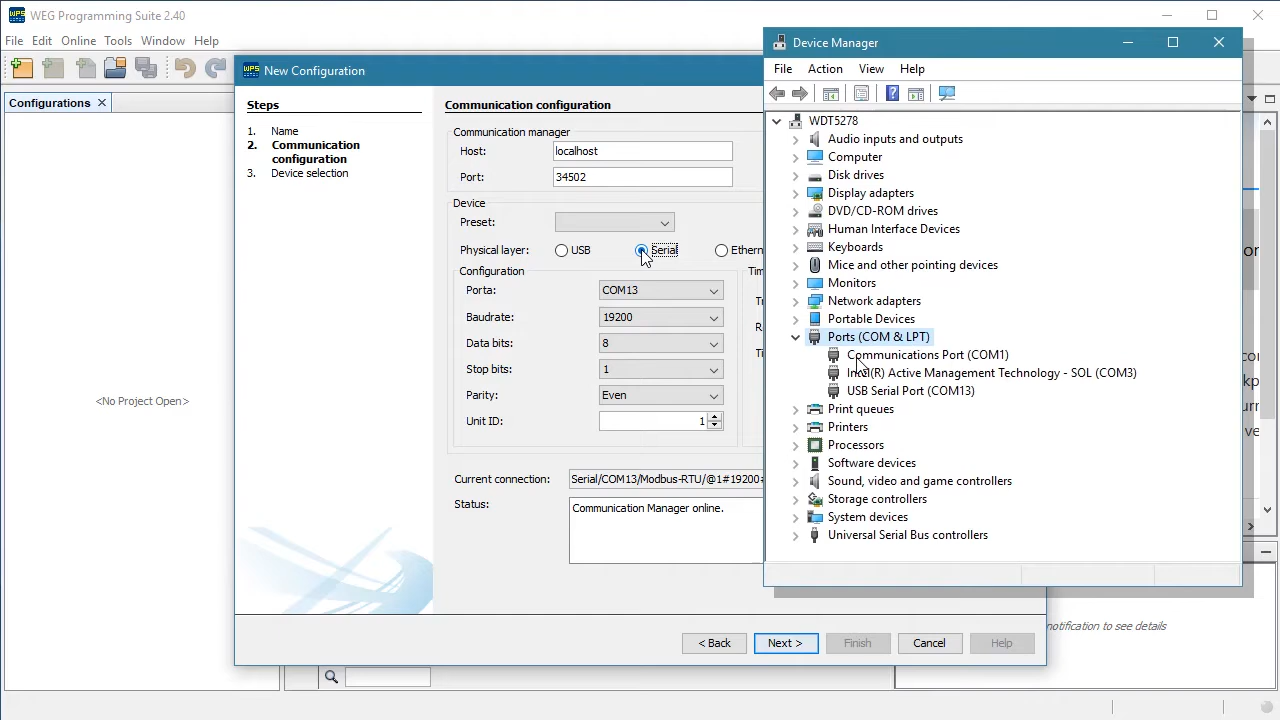 WPS WEG Programming Suite 2.40
File Edit Online Tools Window Help
Configurations
<No Project Open>
WPS New Configuration
Steps
1. Name
2. Communication
configuration
3. Device selection
Communication configuration
Communication manager
Host: localhost
Port: 34502
Device
Preset:
Physical layer: USB Serial Ethern
Configuration
Porta: COM13
Baudrate: 19200
Data bits: 8
Stop bits: 1
Parity: Even
Unit ID: 1
Current connection: Serial/COM13/Modbus-RTU/@1#19200#
Status: Communication Manager online.
< Back Next > Finish Cancel Help
Device Manager
File Action View Help
WDT5278
Audio inputs and outputs
Computer
Disk drives
Display adapters
DVD/CD-ROM drives
Human Interface Devices
Keyboards
Mice and other pointing devices
Monitors
Network adapters
Portable Devices
Ports (COM & LPT)
Communications Port (COM1)
Intel(R) Active Management Technology - SOL (COM3)
USB Serial Port (COM13)
Print queues
Printers
Processors
Software devices
Sound, video and game controllers
Storage controllers
System devices
Universal Serial Bus controllers
notification to see details